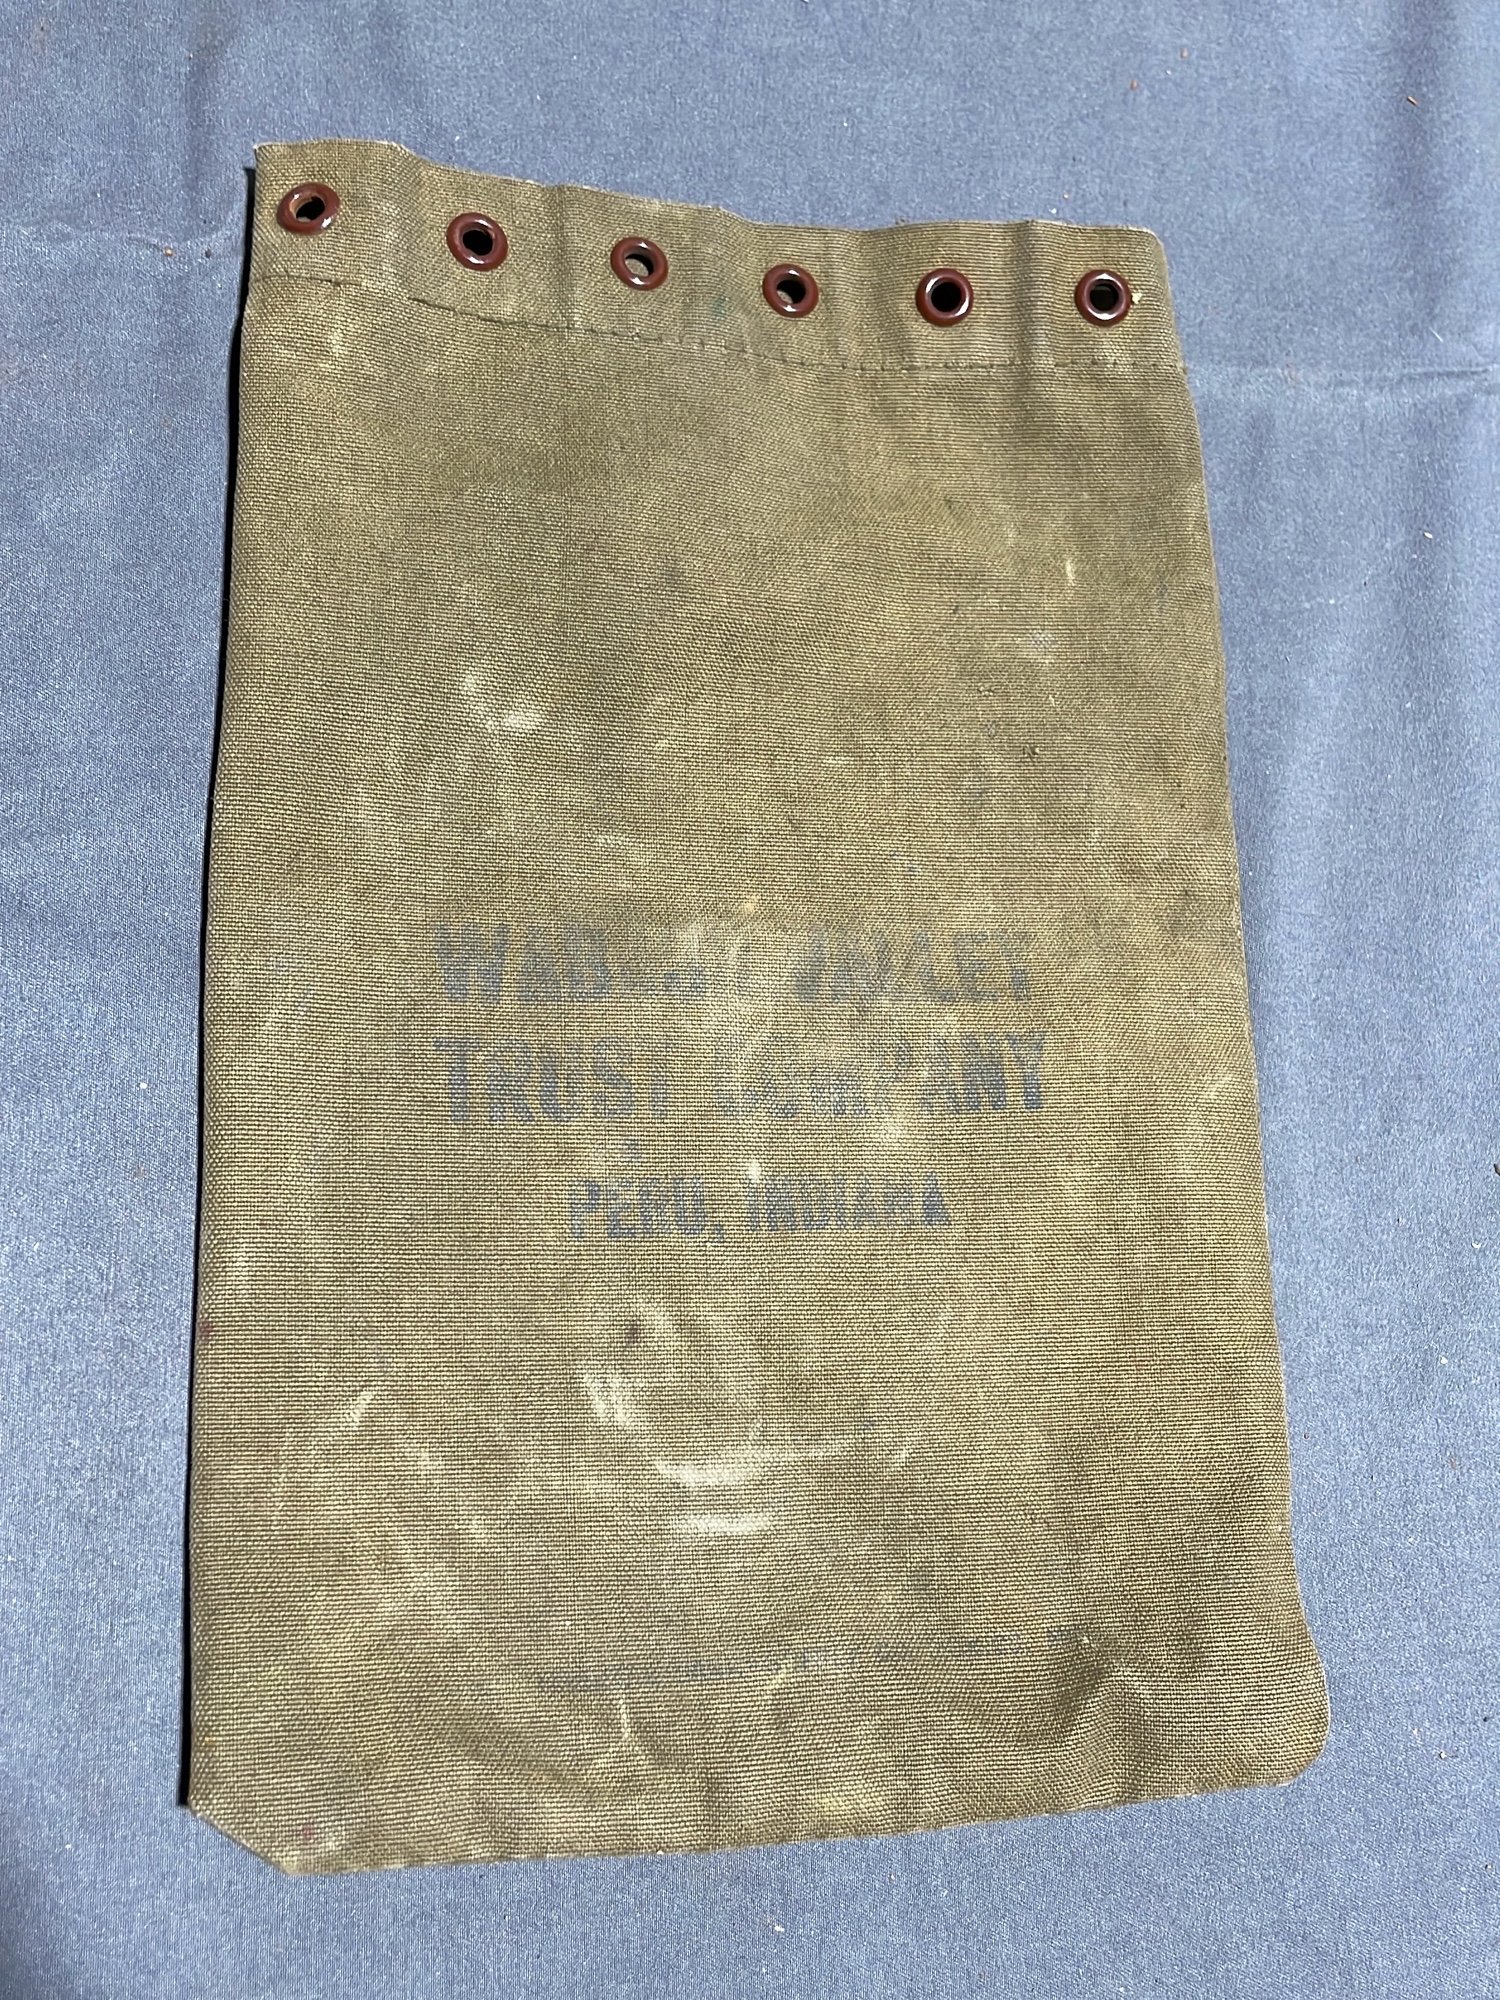 WABASH VALLEY
TRUST COMPANY
PERU, INDIANA